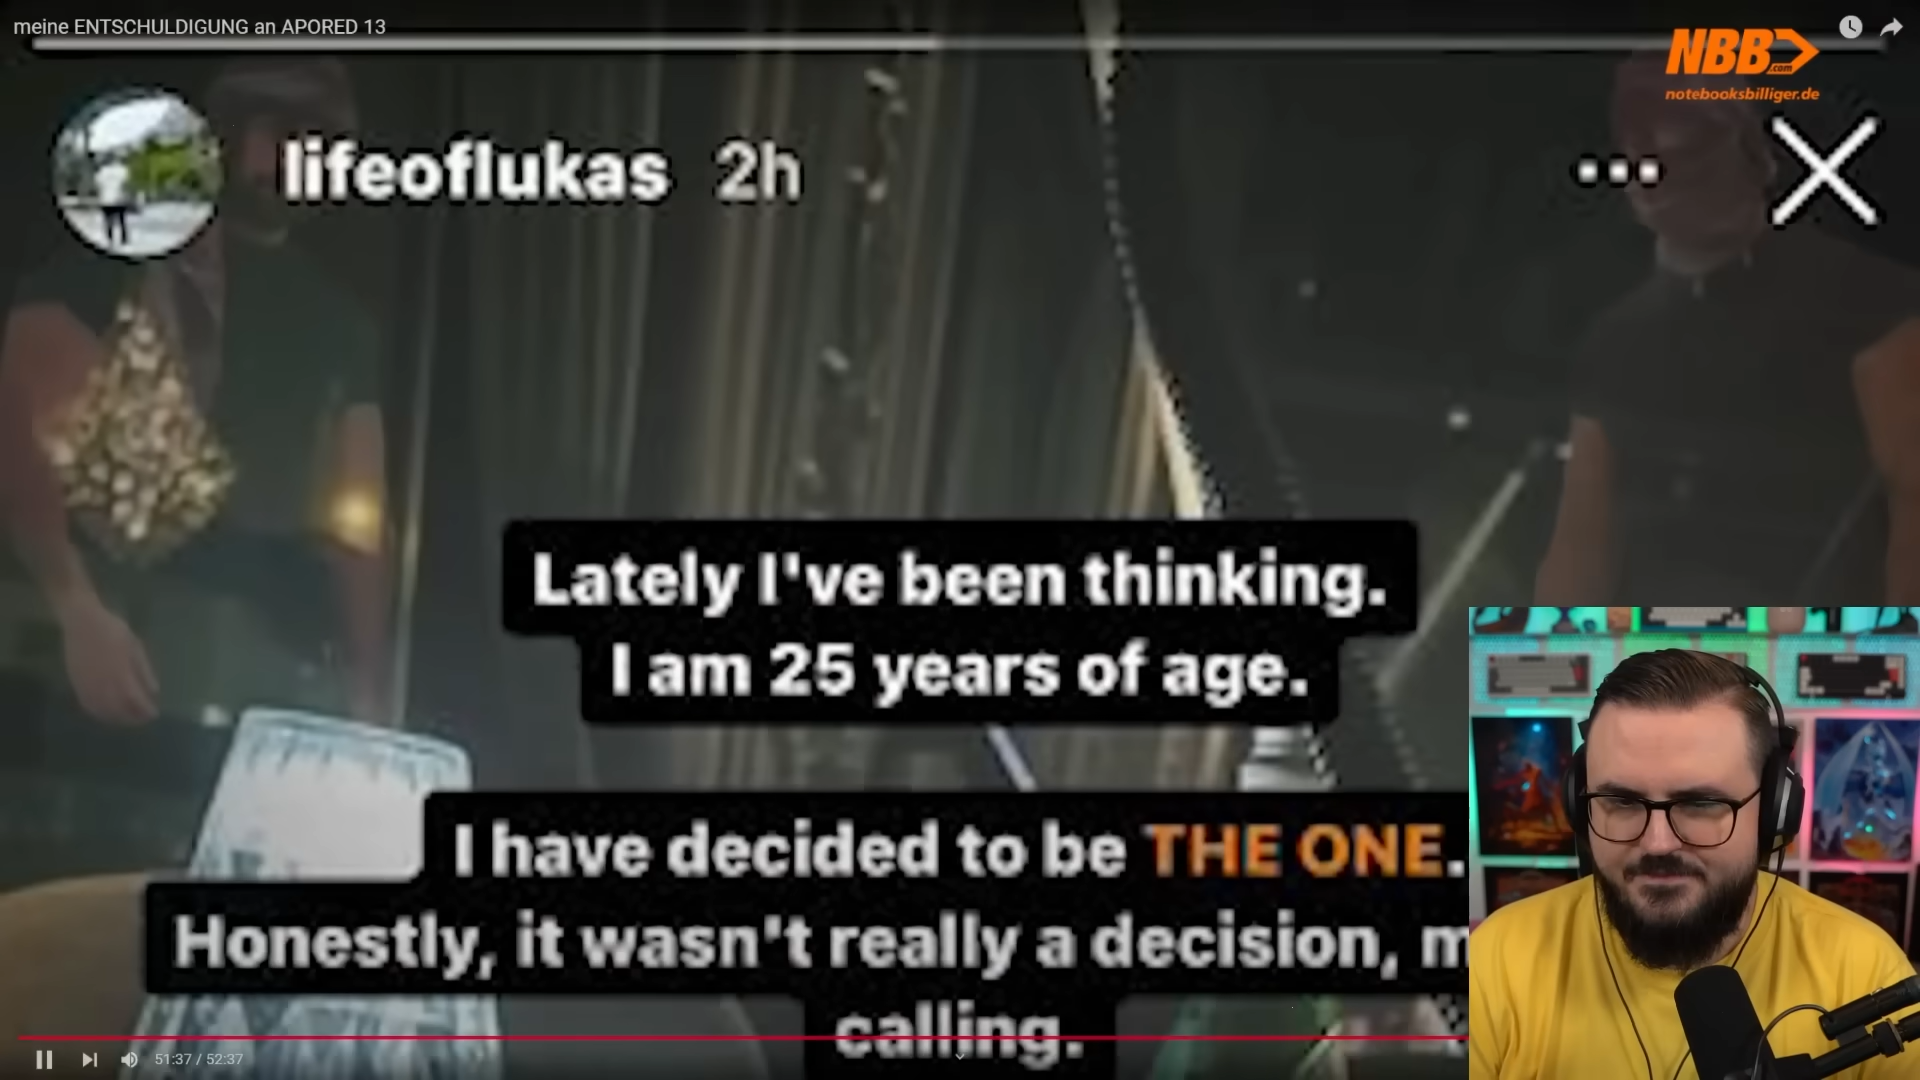 meine ENTSCHULDIGUNG an APORED 13
NBB.com
notebooksbilliger.de
lifeoflukas 2h
Lately I've been thinking.
I am 25 years of age.
I have decided to be THE ONE.
Honestly, it wasn't really a decision, m
calling.
51:37 / 52:37